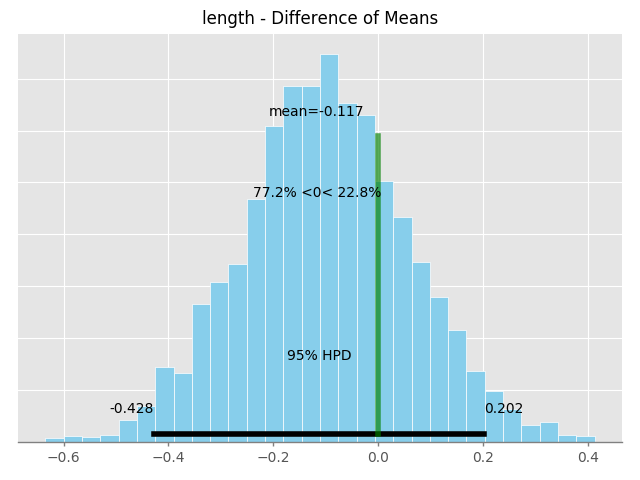 length - Difference of Means
mean=-0.117
77.2% <0< 22.8%
95% HPD
-0.428 0.202
−0.6 −0.4 −0.2 0.0 0.2 0.4